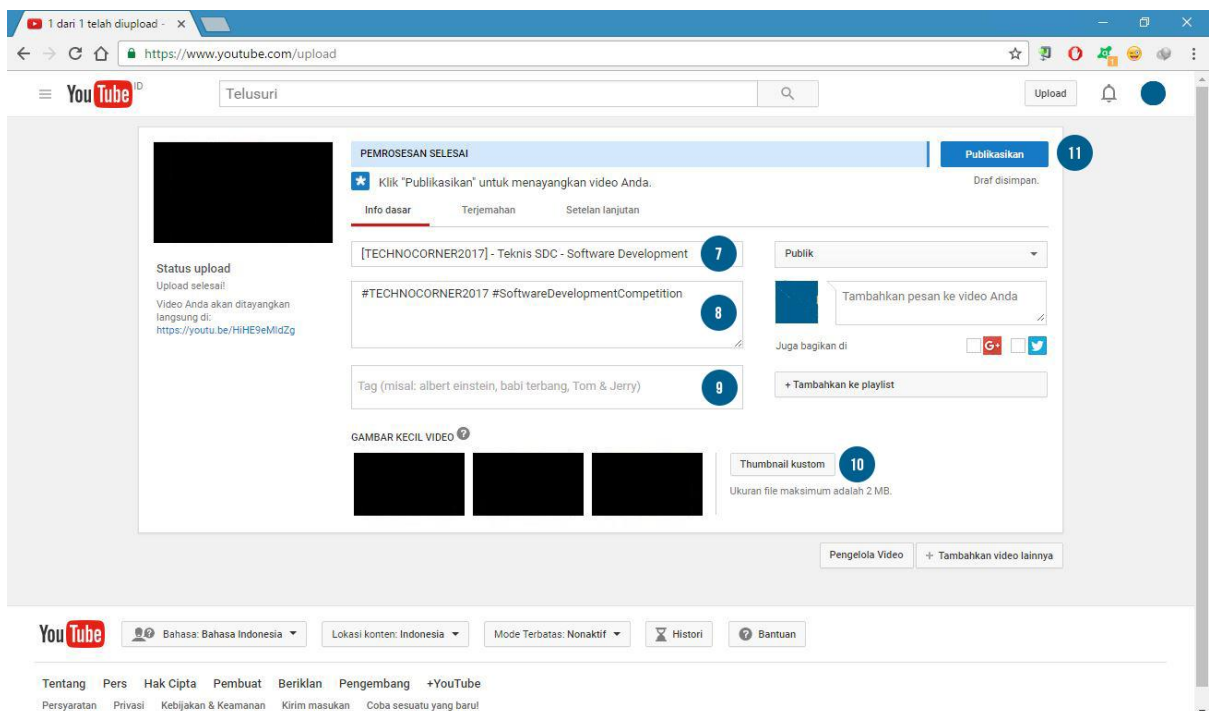 1 dari 1 telah diupload -
https://www.youtube.com/upload
1
YouTube ID
Telusuri
Upload
PEMROSESAN SELESAI
Publikasikan
11
Klik "Publikasikan" untuk menayangkan video Anda.
Draf disimpan.
Info dasar Terjemahan Setelan lanjutan
[TECHNOCORNER2017] - Teknis SDC - Software Development
7
Publik
Status upload
Upload selesai!
Video Anda akan ditayangkan
langsung di:
https://youtu.be/HiHE9eMldZg
#TECHNOCORNER2017 #SoftwareDevelopmentCompetition
8
Tambahkan pesan ke video Anda
Juga bagikan di
G+
Tag (misal: albert einstein, babi terbang, Tom & Jerry)
9
+ Tambahkan ke playlist
GAMBAR KECIL VIDEO ?
Thumbnail kustom
10
Ukuran file maksimum adalah 2 MB.
Pengelola Video
+ Tambahkan video lainnya
YouTube
Bahasa: Bahasa Indonesia
Lokasi konten: Indonesia
Mode Terbatas: Nonaktif
Histori
Bantuan
Tentang Pers Hak Cipta Pembuat Beriklan Pengembang +YouTube
Persyaratan Privasi Kebijakan & Keamanan Kirim masukan Coba sesuatu yang baru!